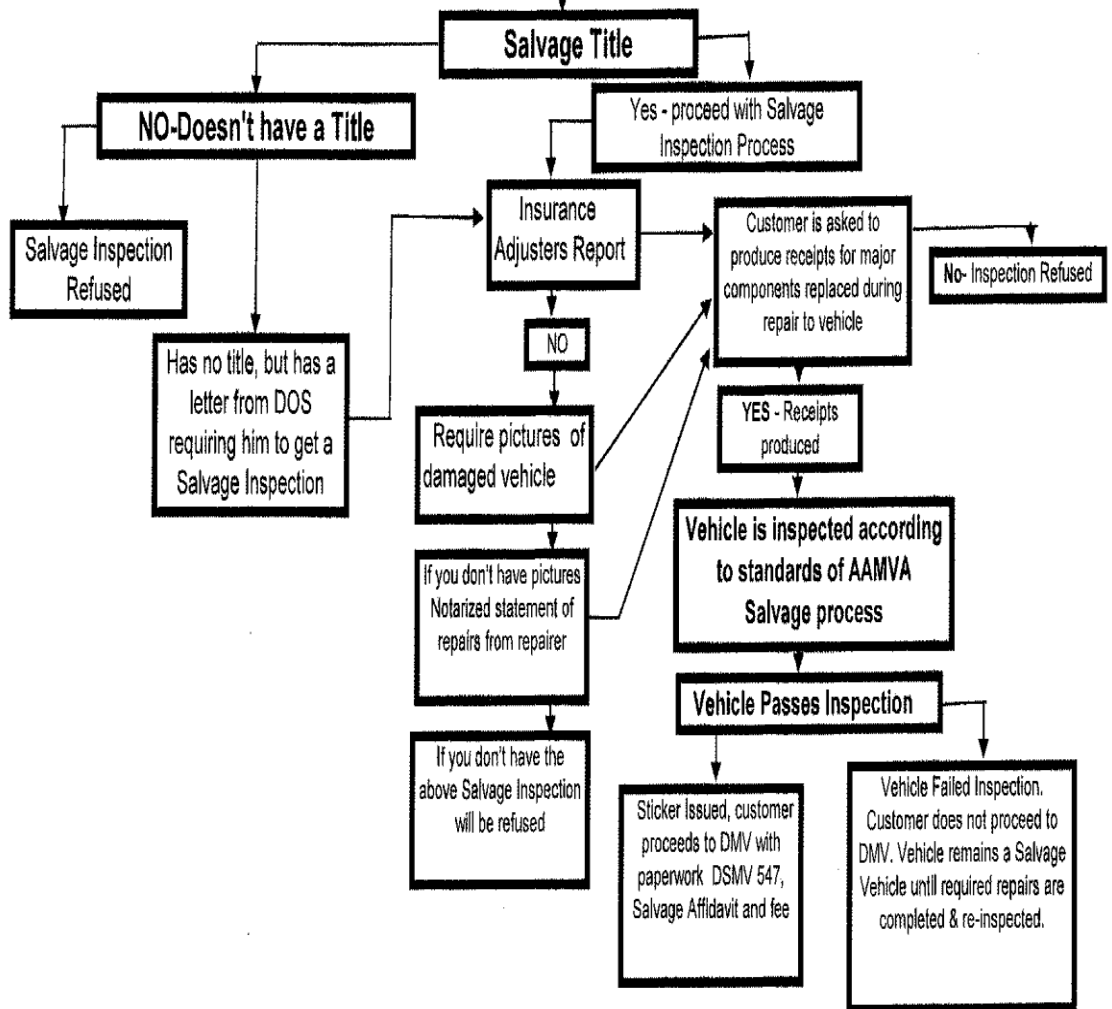 Salvage Title
NO-Doesn't have a Title
Yes - proceed with Salvage
Inspection Process
Salvage Inspection
Refused
Insurance
Adjusters Report
Customer is asked to
produce receipts for major
components replaced during
repair to vehicle
No- Inspection Refused
Has no title, but has a
letter from DOS
requiring him to get a
Salvage Inspection
NO
Require pictures of
damaged vehicle
YES - Receipts
produced
If you don't have pictures
Notarized statement of
repairs from repairer
Vehicle is inspected according
to standards of AAMVA
Salvage process
Vehicle Passes Inspection
If you don't have the
above Salvage Inspection
will be refused
Sticker Issued, customer
proceeds to DMV with
paperwork DSMV 547,
Salvage Affidavit and fee
Vehicle Failed Inspection.
Customer does not proceed to
DMV. Vehicle remains a Salvage
Vehicle until required repairs are
completed & re-inspected.